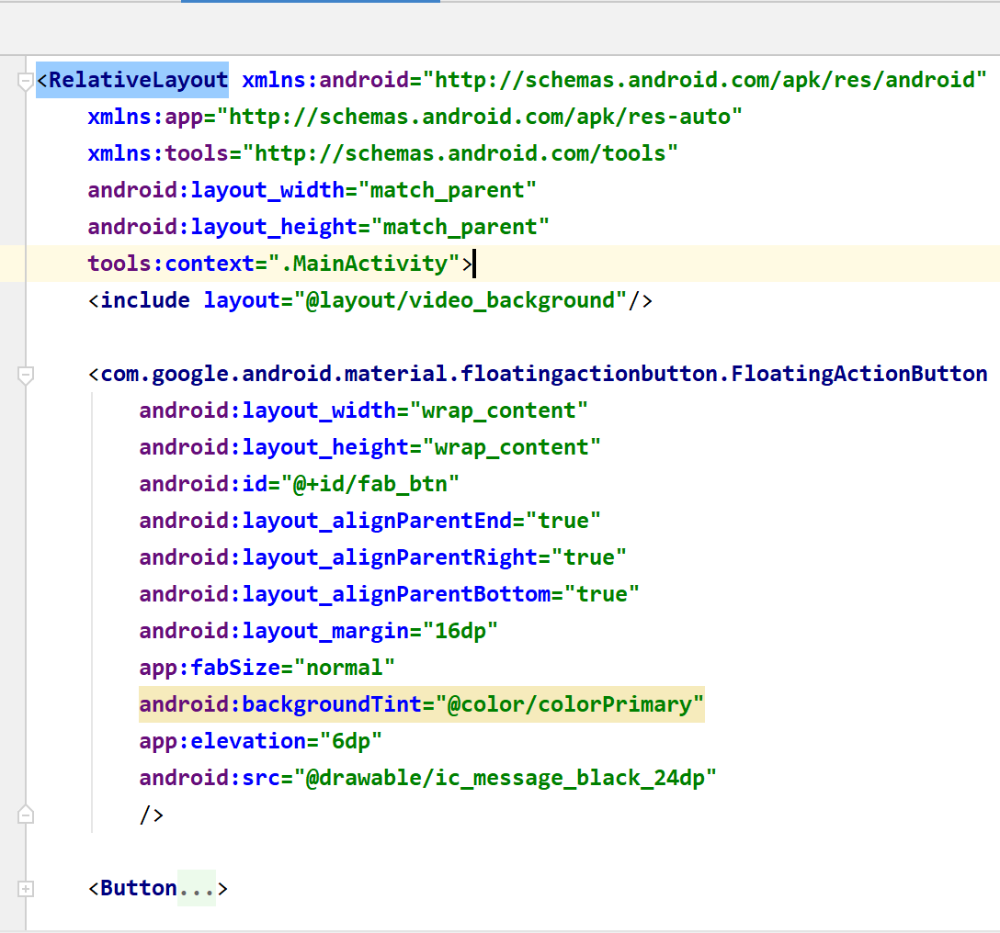 <RelativeLayout xmlns:android="http://schemas.android.com/apk/res/android"
    xmlns:app="http://schemas.android.com/apk/res-auto"
    xmlns:tools="http://schemas.android.com/tools"
    android:layout_width="match_parent"
    android:layout_height="match_parent"
    tools:context=".MainActivity">
    <include layout="@layout/video_background"/>
    <com.google.android.material.floatingactionbutton.FloatingActionButton
        android:layout_width="wrap_content"
        android:layout_height="wrap_content"
        android:id="@+id/fab_btn"
        android:layout_alignParentEnd="true"
        android:layout_alignParentRight="true"
        android:layout_alignParentBottom="true"
        android:layout_margin="16dp"
        app:fabSize="normal"
        android:backgroundTint="@color/colorPrimary"
        app:elevation="6dp"
        android:src="@drawable/ic_message_black_24dp"
        />
    <Button...>